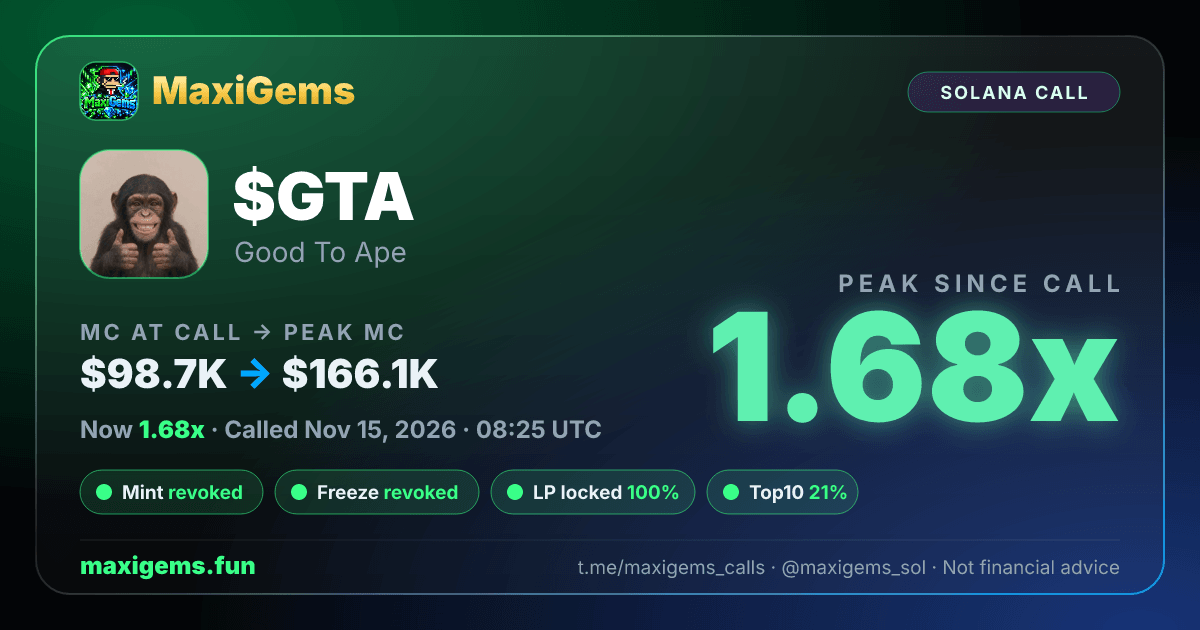 MaxiGems
MaxiGems
SOLANA CALL
$GTA
Good To Ape
PEAK SINCE CALL
1.68x
MC AT CALL → PEAK MC
$98.7K → $166.1K
Now 1.68x · Called Nov 15, 2026 · 08:25 UTC
Mint revoked
Freeze revoked
LP locked 100%
Top10 21%
maxigems.fun
t.me/maxigems_calls · @maxigems_sol · Not financial advice